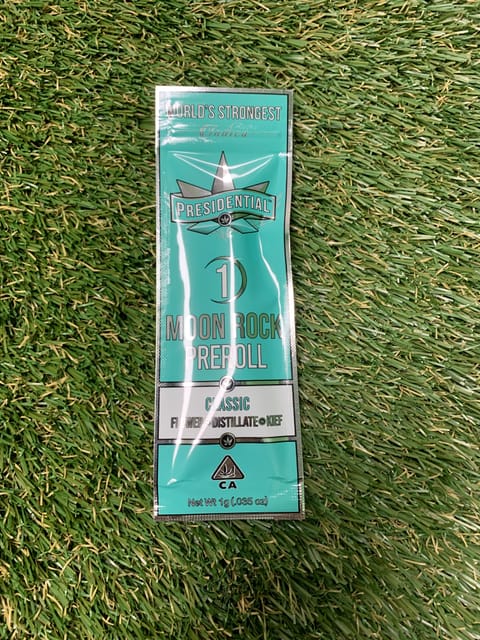 WORLD'S STRONGEST
PRESIDENTIAL
1
MOON ROCK
PREROLL
CLASSIC
FLOWER DISTILLATE KIEF
CA
Net Wt 1g (.035 oz)